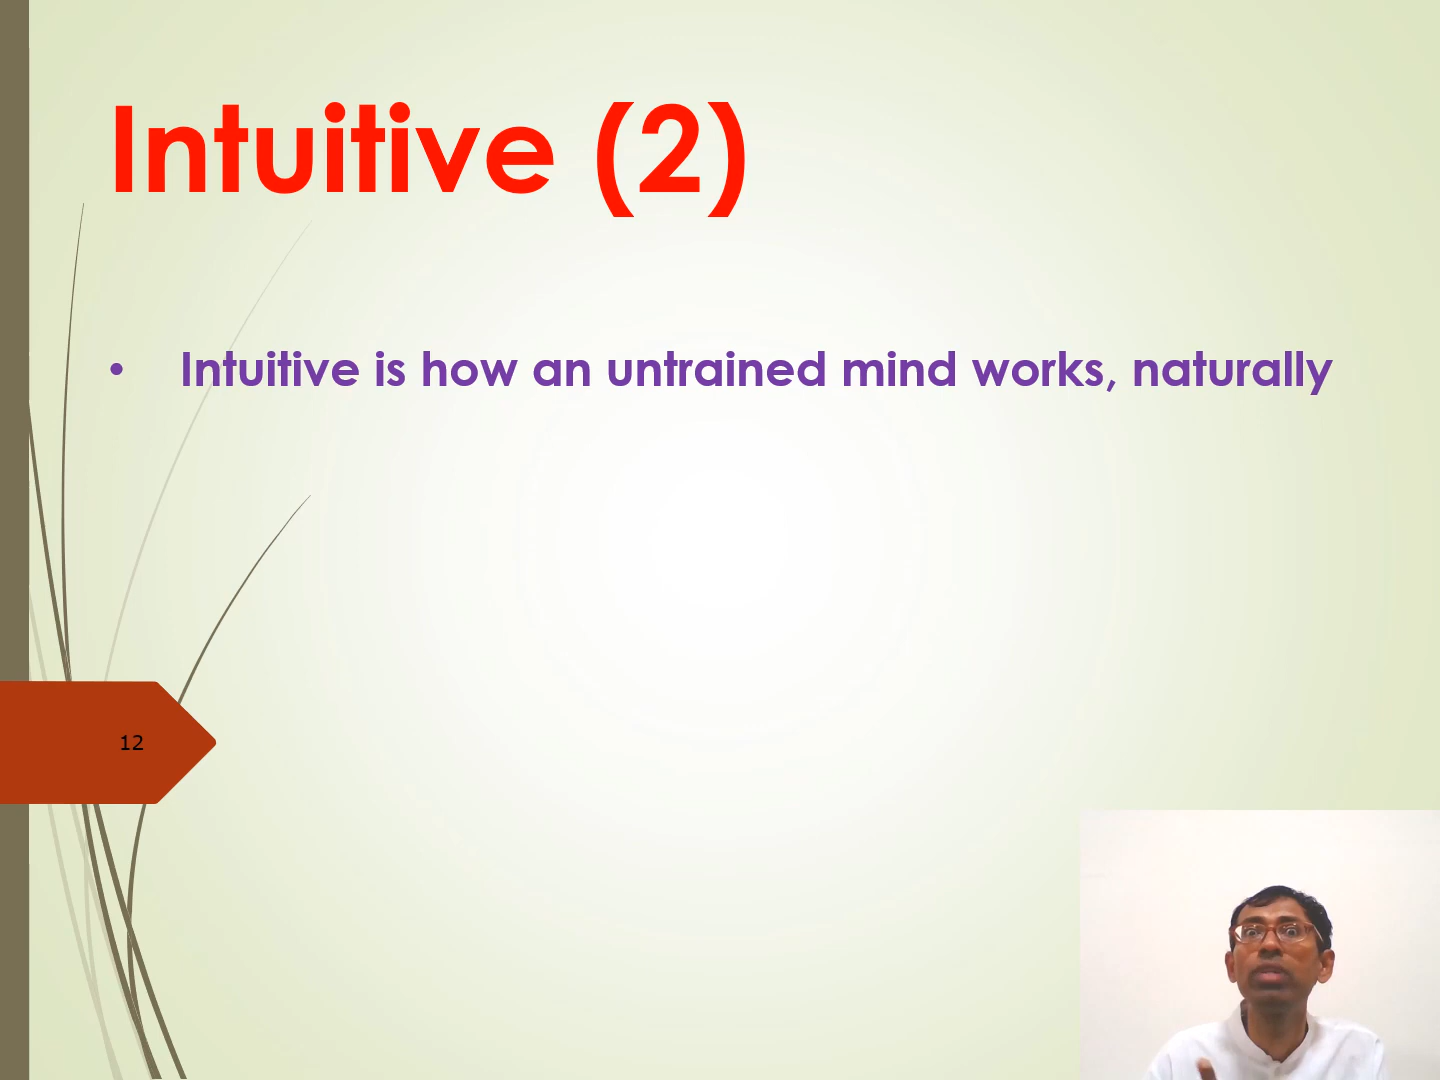 Intuitive (2)
• Intuitive is how an untrained mind works, naturally
12